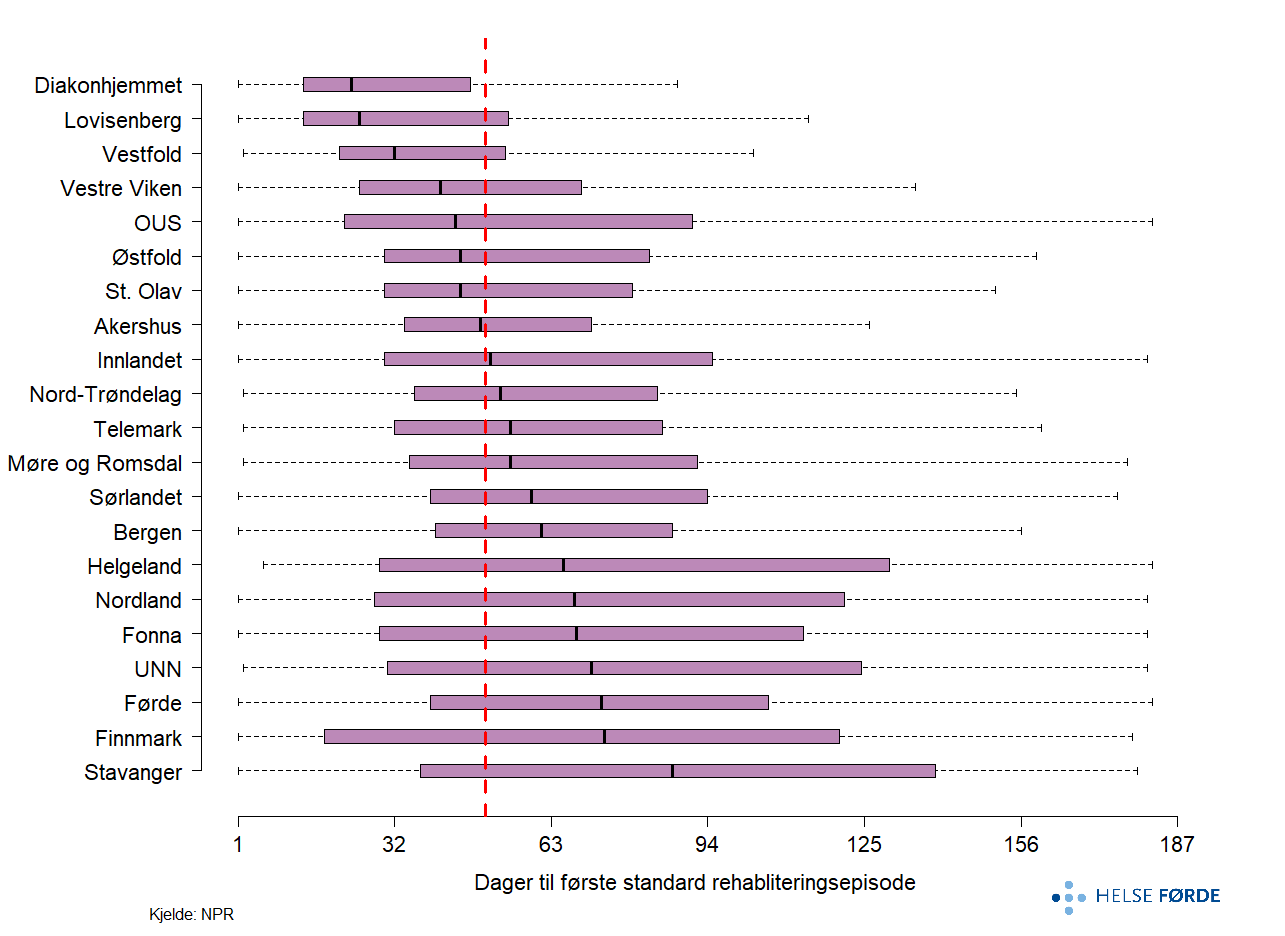 Diakonhjemmet
Lovisenberg
Vestfold
Vestre Viken
OUS
Østfold
St. Olav
Akershus
Innlandet
Nord-Trøndelag
Telemark
Møre og Romsdal
Sørlandet
Bergen
Helgeland
Nordland
Fonna
UNN
Førde
Finnmark
Stavanger
1 32 63 94 125 156 187
Dager til første standard rehabliteringsepisode
HELSE FØRDE
Kjelde: NPR